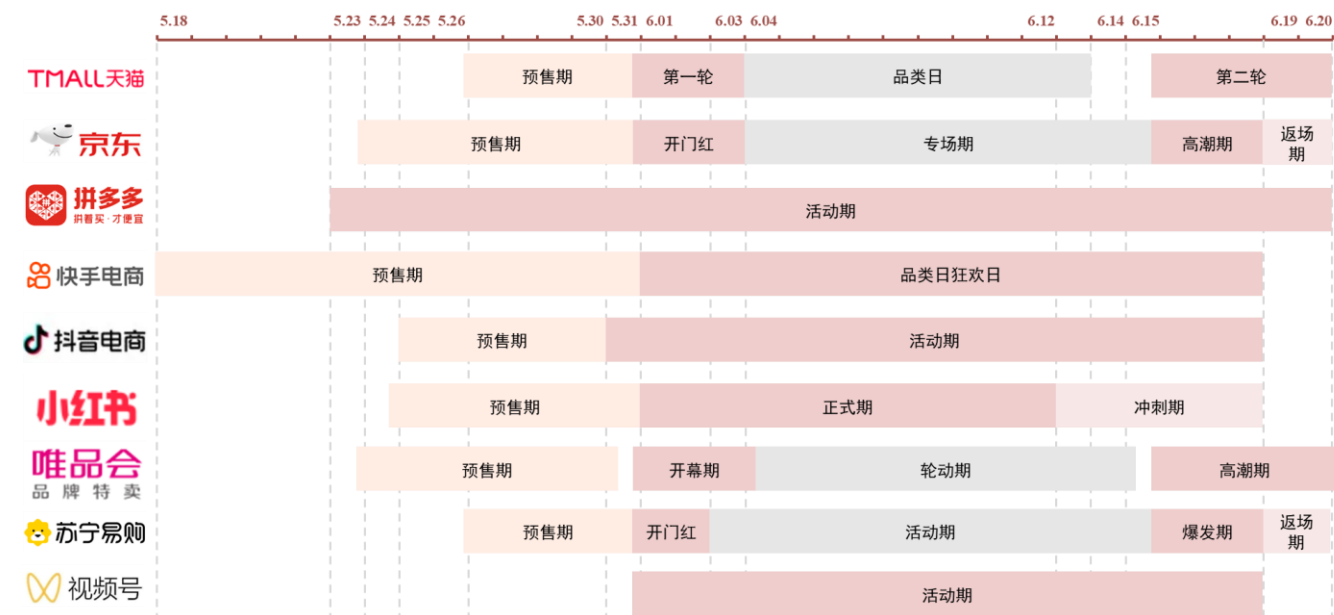 5.18 5.23 5.24 5.25 5.26 5.30 5.31 6.01 6.03 6.04 6.12 6.14 6.15 6.19 6.20
TMALL天猫 预售期 第一轮 品类日 第二轮
京东 预售期 开门红 专场期 高潮期 返场
期
拼多多 活动期
拼着买·才便宜
快手电商 预售期 品类日狂欢日
抖音电商 预售期 活动期
小红书 预售期 正式期 冲刺期
唯品会 预售期 开幕期 轮动期 高潮期
品牌特卖
苏宁易购 预售期 开门红 活动期 爆发期 返场
期
视频号 活动期